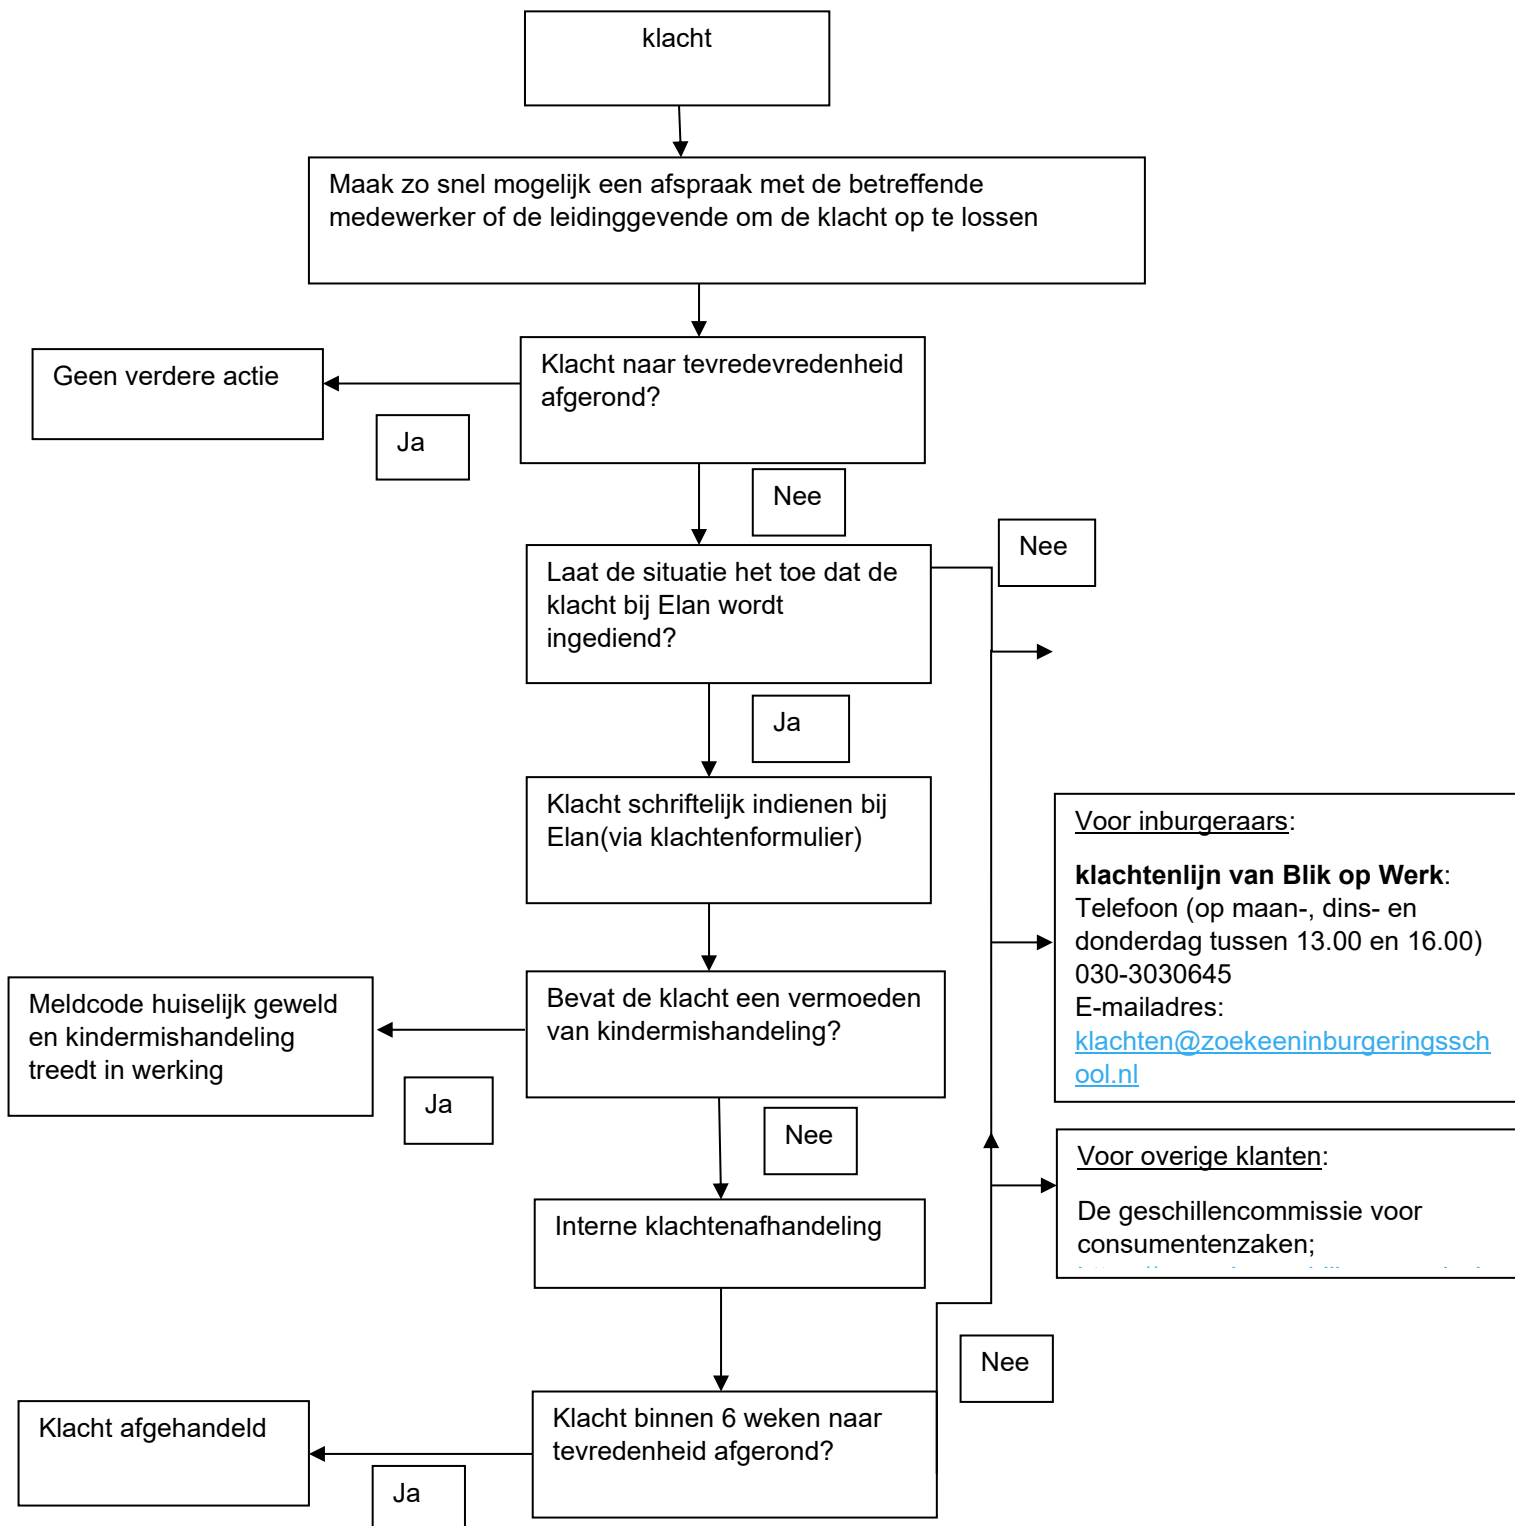 klacht
Maak zo snel mogelijk een afspraak met de betreffende
medewerker of de leidinggevende om de klacht op te lossen
Klacht naar tevredevredenheid
afgerond?
Geen verdere actie
Ja
Nee
Nee
Laat de situatie het toe dat de
klacht bij Elan wordt
ingediend?
Ja
Klacht schriftelijk indienen bij
Elan(via klachtenformulier)
Voor inburgeraars:
klachtenlijn van Blik op Werk:
Telefoon (op maan-, dins- en
donderdag tussen 13.00 en 16.00)
030-3030645
E-mailadres:
klachten@zoekeeninburgeringssch
ool.nl
Bevat de klacht een vermoeden
van kindermishandeling?
Meldcode huiselijk geweld
en kindermishandeling
treedt in werking
Ja
Nee
Voor overige klanten:
De geschillencommissie voor
consumentenzaken;
Interne klachtenafhandeling
Nee
Klacht binnen 6 weken naar
tevredenheid afgerond?
Klacht afgehandeld
Ja